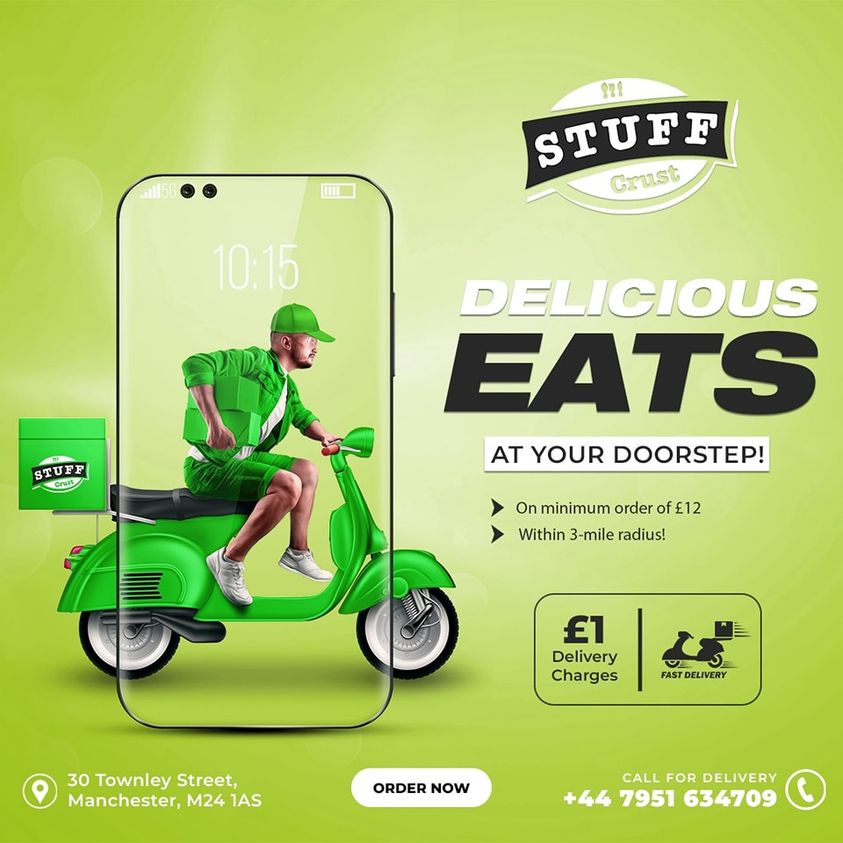 STUFF
Crust
5G
10:15
DELICIOUS
EATS
AT YOUR DOORSTEP!
On minimum order of £12
Within 3-mile radius!
STUFF
Crust
£1
Delivery
Charges
FAST DELIVERY
30 Townley Street,
Manchester, M24 1AS
ORDER NOW
CALL FOR DELIVERY
+44 7951 634709